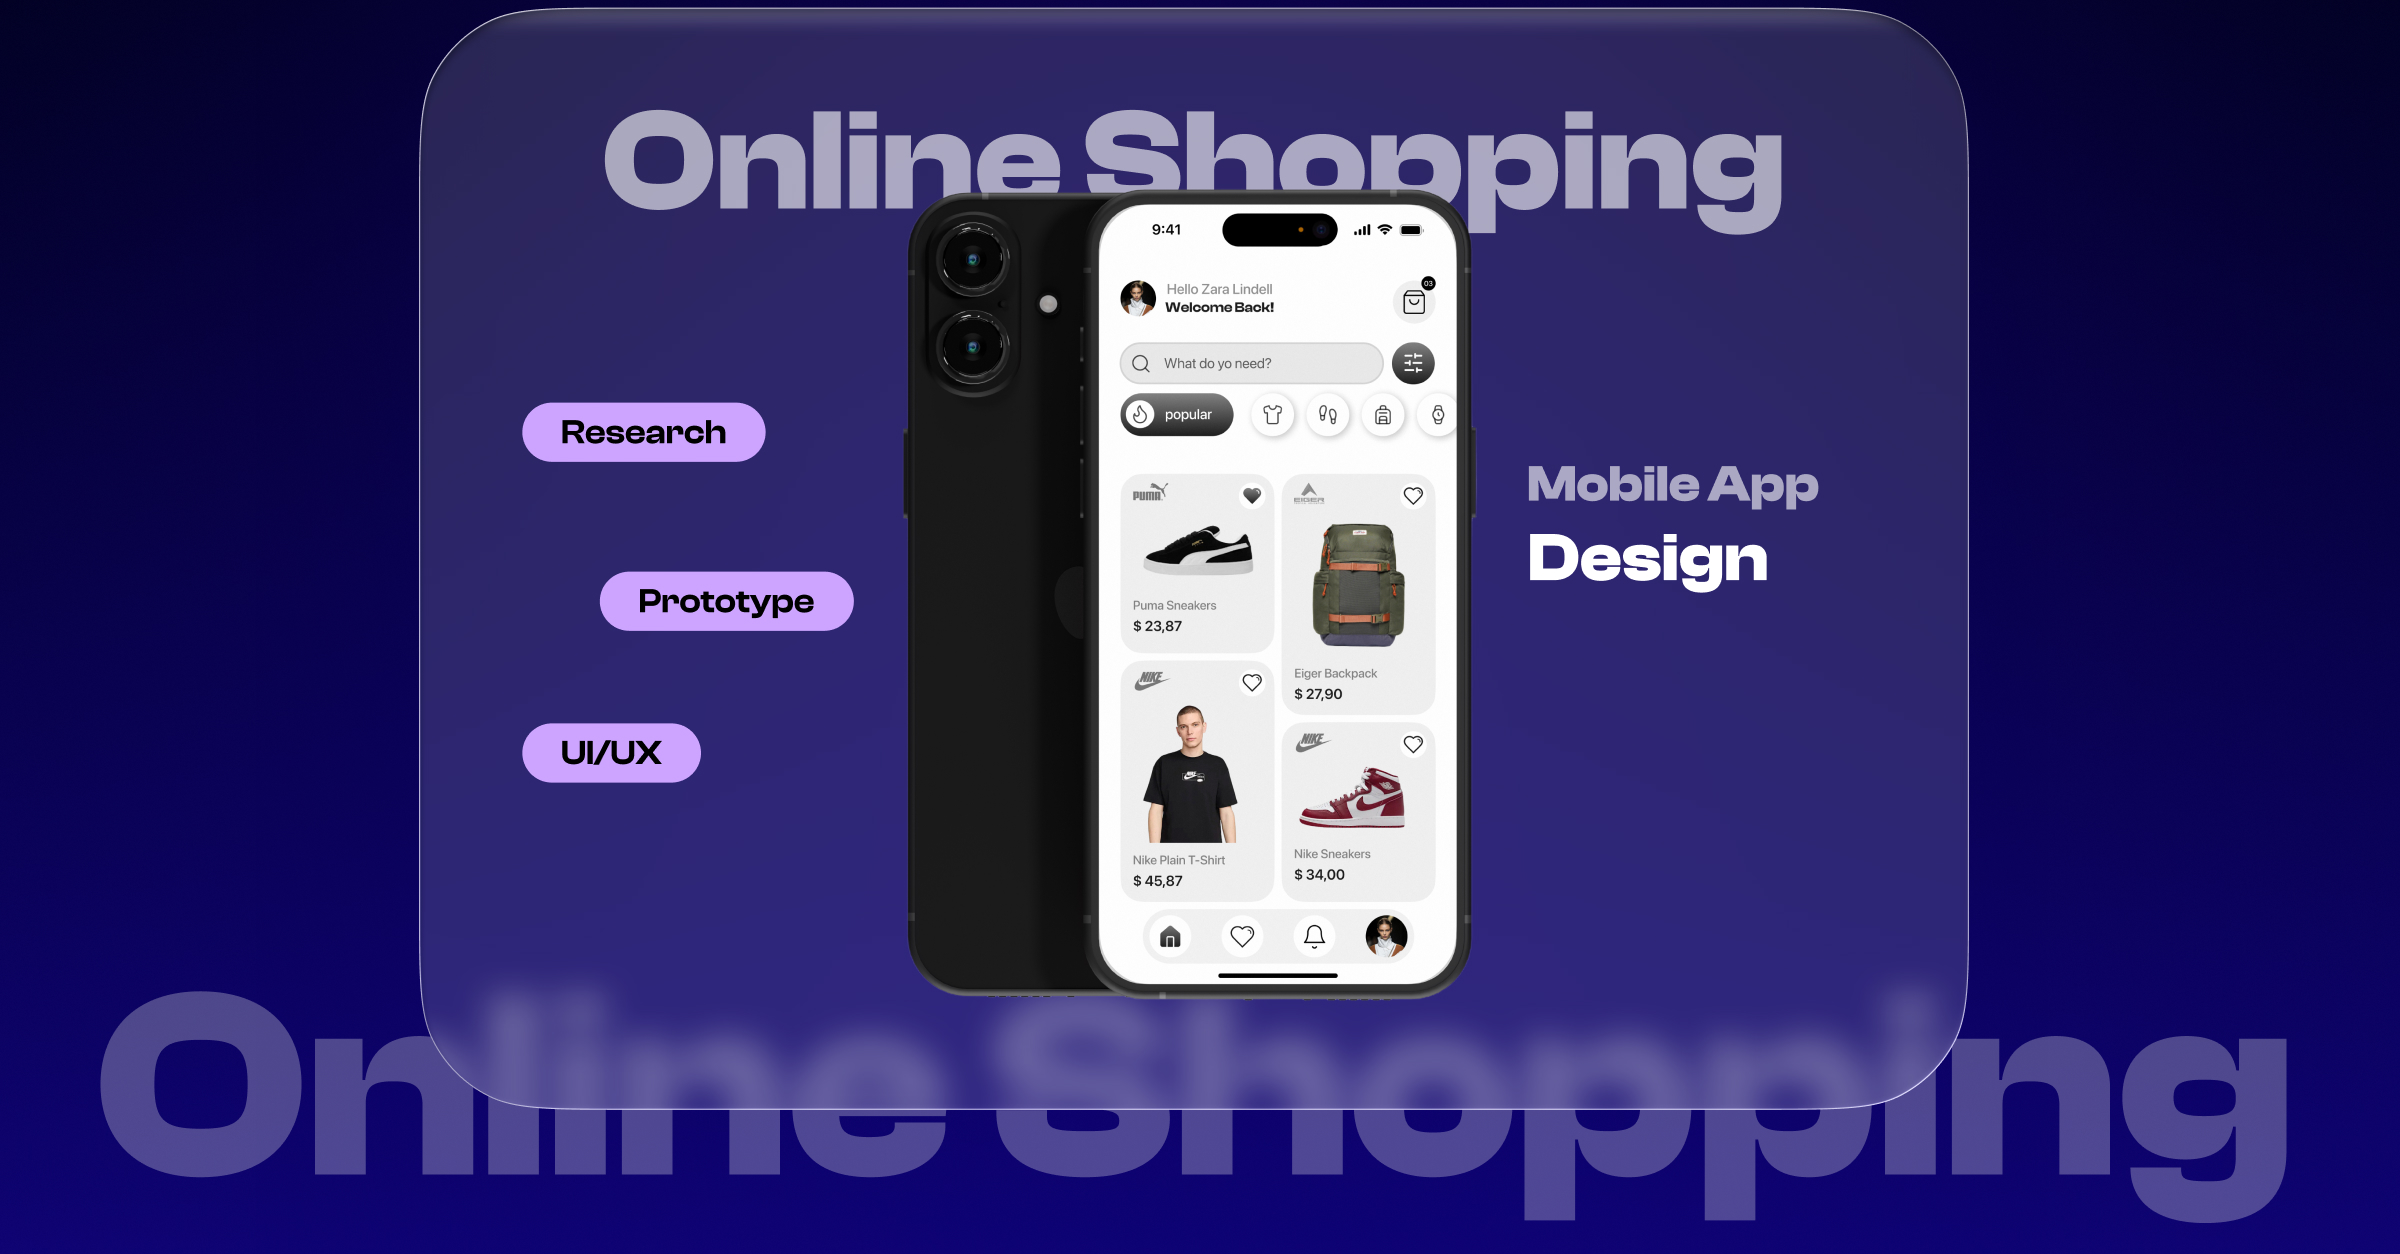 Online Shopping
9:41
Hello Zara Lindell
Welcome Back!
03
What do yo need?
popular
PUMA
Puma Sneakers
$ 23,87
EIGER
Eiger Backpack
$ 27,90
NIKE
Nike Plain T-Shirt
$ 45,87
NIKE
Nike Sneakers
$ 34,00
Research
Prototype
UI/UX
Mobile App
Design
Online Shopping